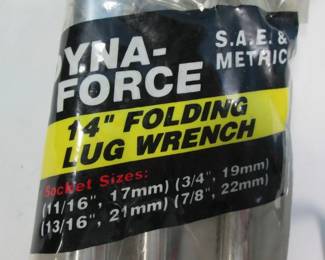 YNA-
FORCE
S.A.E. &
METRIC
14" FOLDING
LUG WRENCH
Socket Sizes:
(11/16", 17mm) (3/4", 19mm)
(13/16", 21mm) (7/8", 22mm)